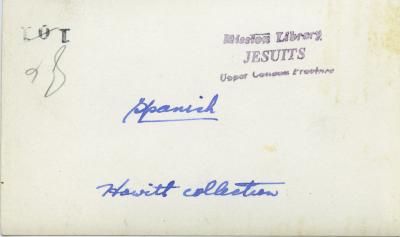 LOT
Mission Library
JESUITS
Upper Canada Province
Spanish
Howitt collection